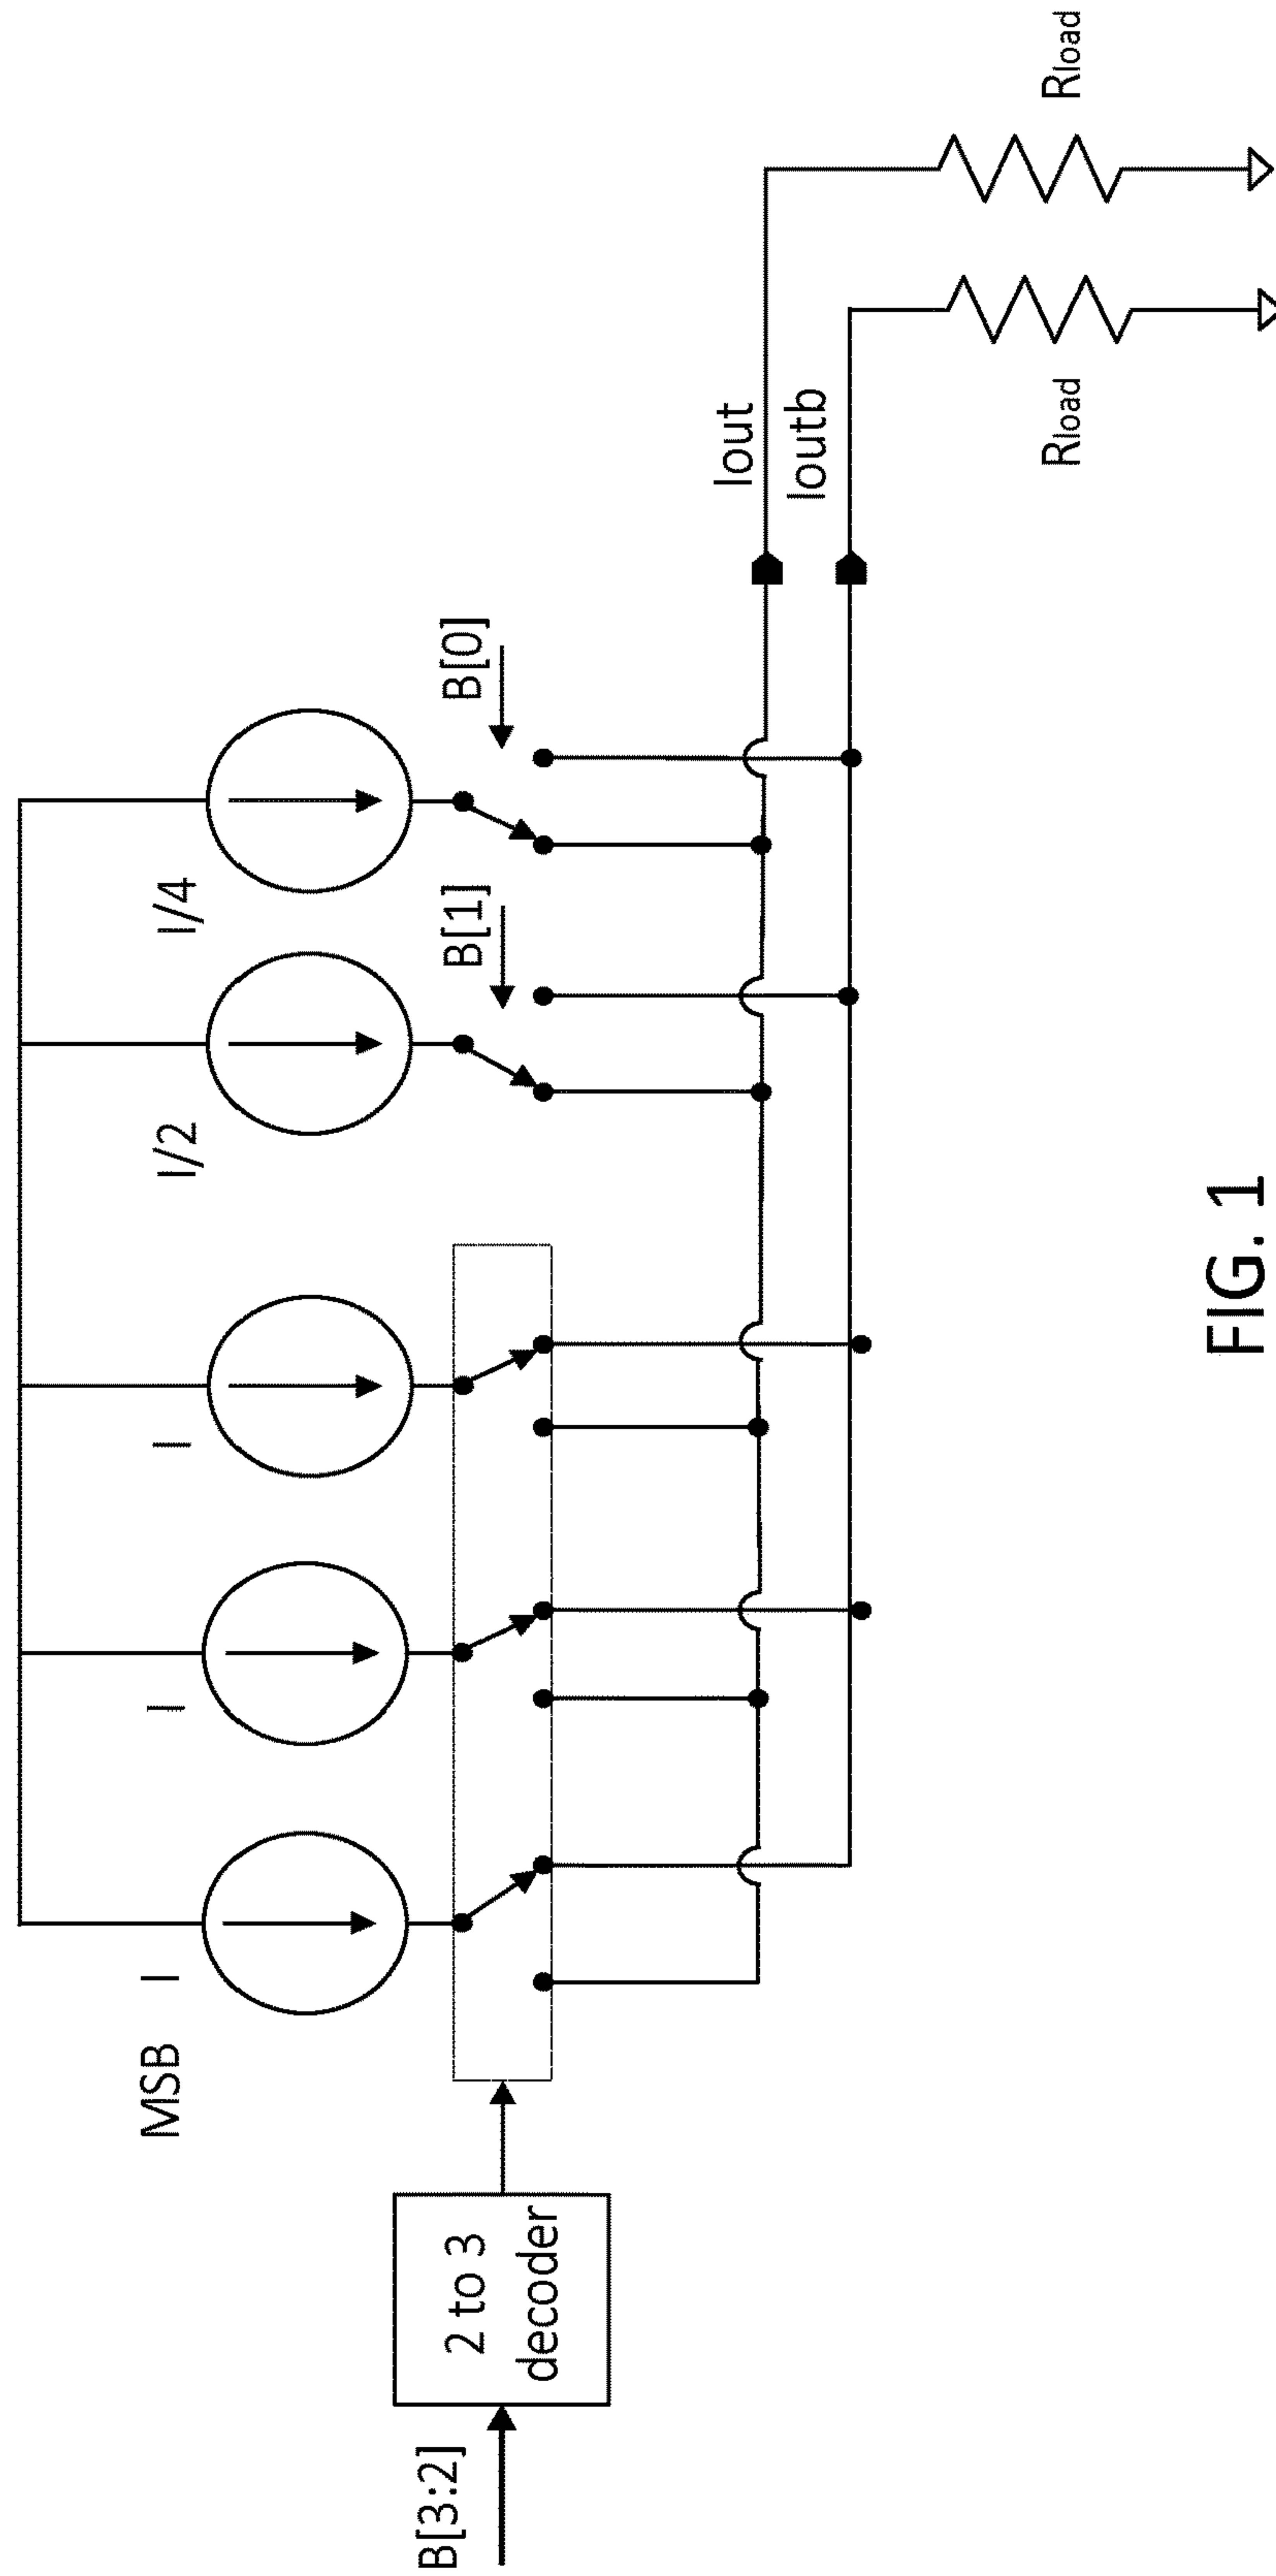 MSB
I
I
I
I/2
I/4
B[3:2]
2 to 3
decoder
B[1]
B[0]
Iout
Ioutb
Rload
Rload
FIG. 1